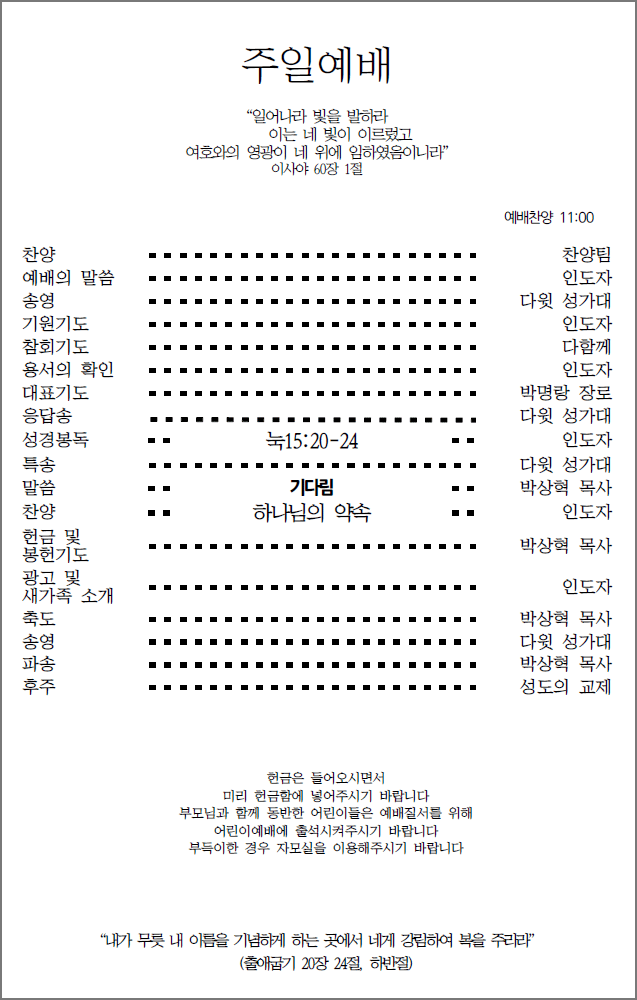 주일예배
“일어나라 빛을 발하라
이는 네 빛이 이르렀고
여호와의 영광이 네 위에 임하였음이니라”
이사야 60장 1절
예배찬양 11:00
찬양 찬양팀
예배의 말씀 인도자
송영 다윗 성가대
기원기도 인도자
참회기도 다함께
용서의 확인 인도자
대표기도 박명랑 장로
응답송 다윗 성가대
성경봉독 눅15:20-24 인도자
특송 다윗 성가대
말씀 기다림 박상혁 목사
찬양 하나님의 약속 인도자
헌금 및
봉헌기도 박상혁 목사
광고 및
새가족 소개 인도자
축도 박상혁 목사
송영 다윗 성가대
파송 박상혁 목사
후주 성도의 교제
헌금은 들어오시면서
미리 헌금함에 넣어주시기 바랍니다
부모님과 함께 동반한 어린이들은 예배질서를 위해
어린이예배에 출석시켜주시기 바랍니다
부득이한 경우 자모실을 이용해주시기 바랍니다
“내가 무릇 내 이름을 기념하게 하는 곳에서 네게 강림하여 복을 주리라”
(출애굽기 20장 24절, 하반절)